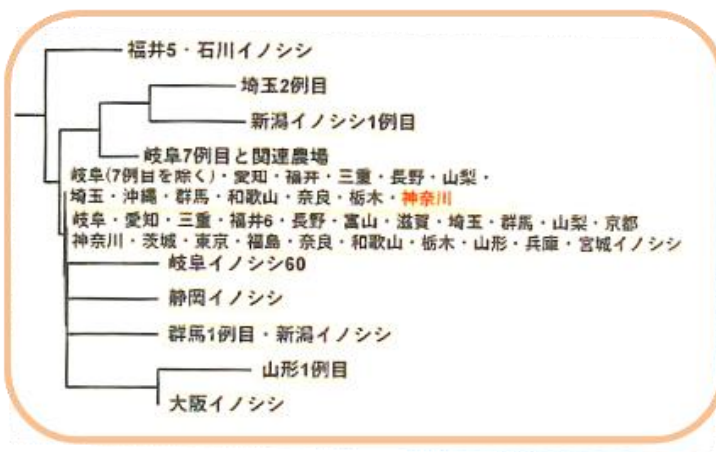 福井5・石川イノシシ
埼玉2例目
新潟イノシシ1例目
岐阜7例目と関連農場
岐阜(7例目を除く)・愛知・福井・三重・長野・山梨・
埼玉・沖縄・群馬・和歌山・奈良・栃木・神奈川
岐阜・愛知・三重・福井6・長野・富山・滋賀・埼玉・群馬・山梨・京都
神奈川・茨城・東京・福島・奈良・和歌山・栃木・山形・兵庫・宮城イノシシ
岐阜イノシシ60
静岡イノシシ
群馬1例目・新潟イノシシ
山形1例目
大阪イノシシ